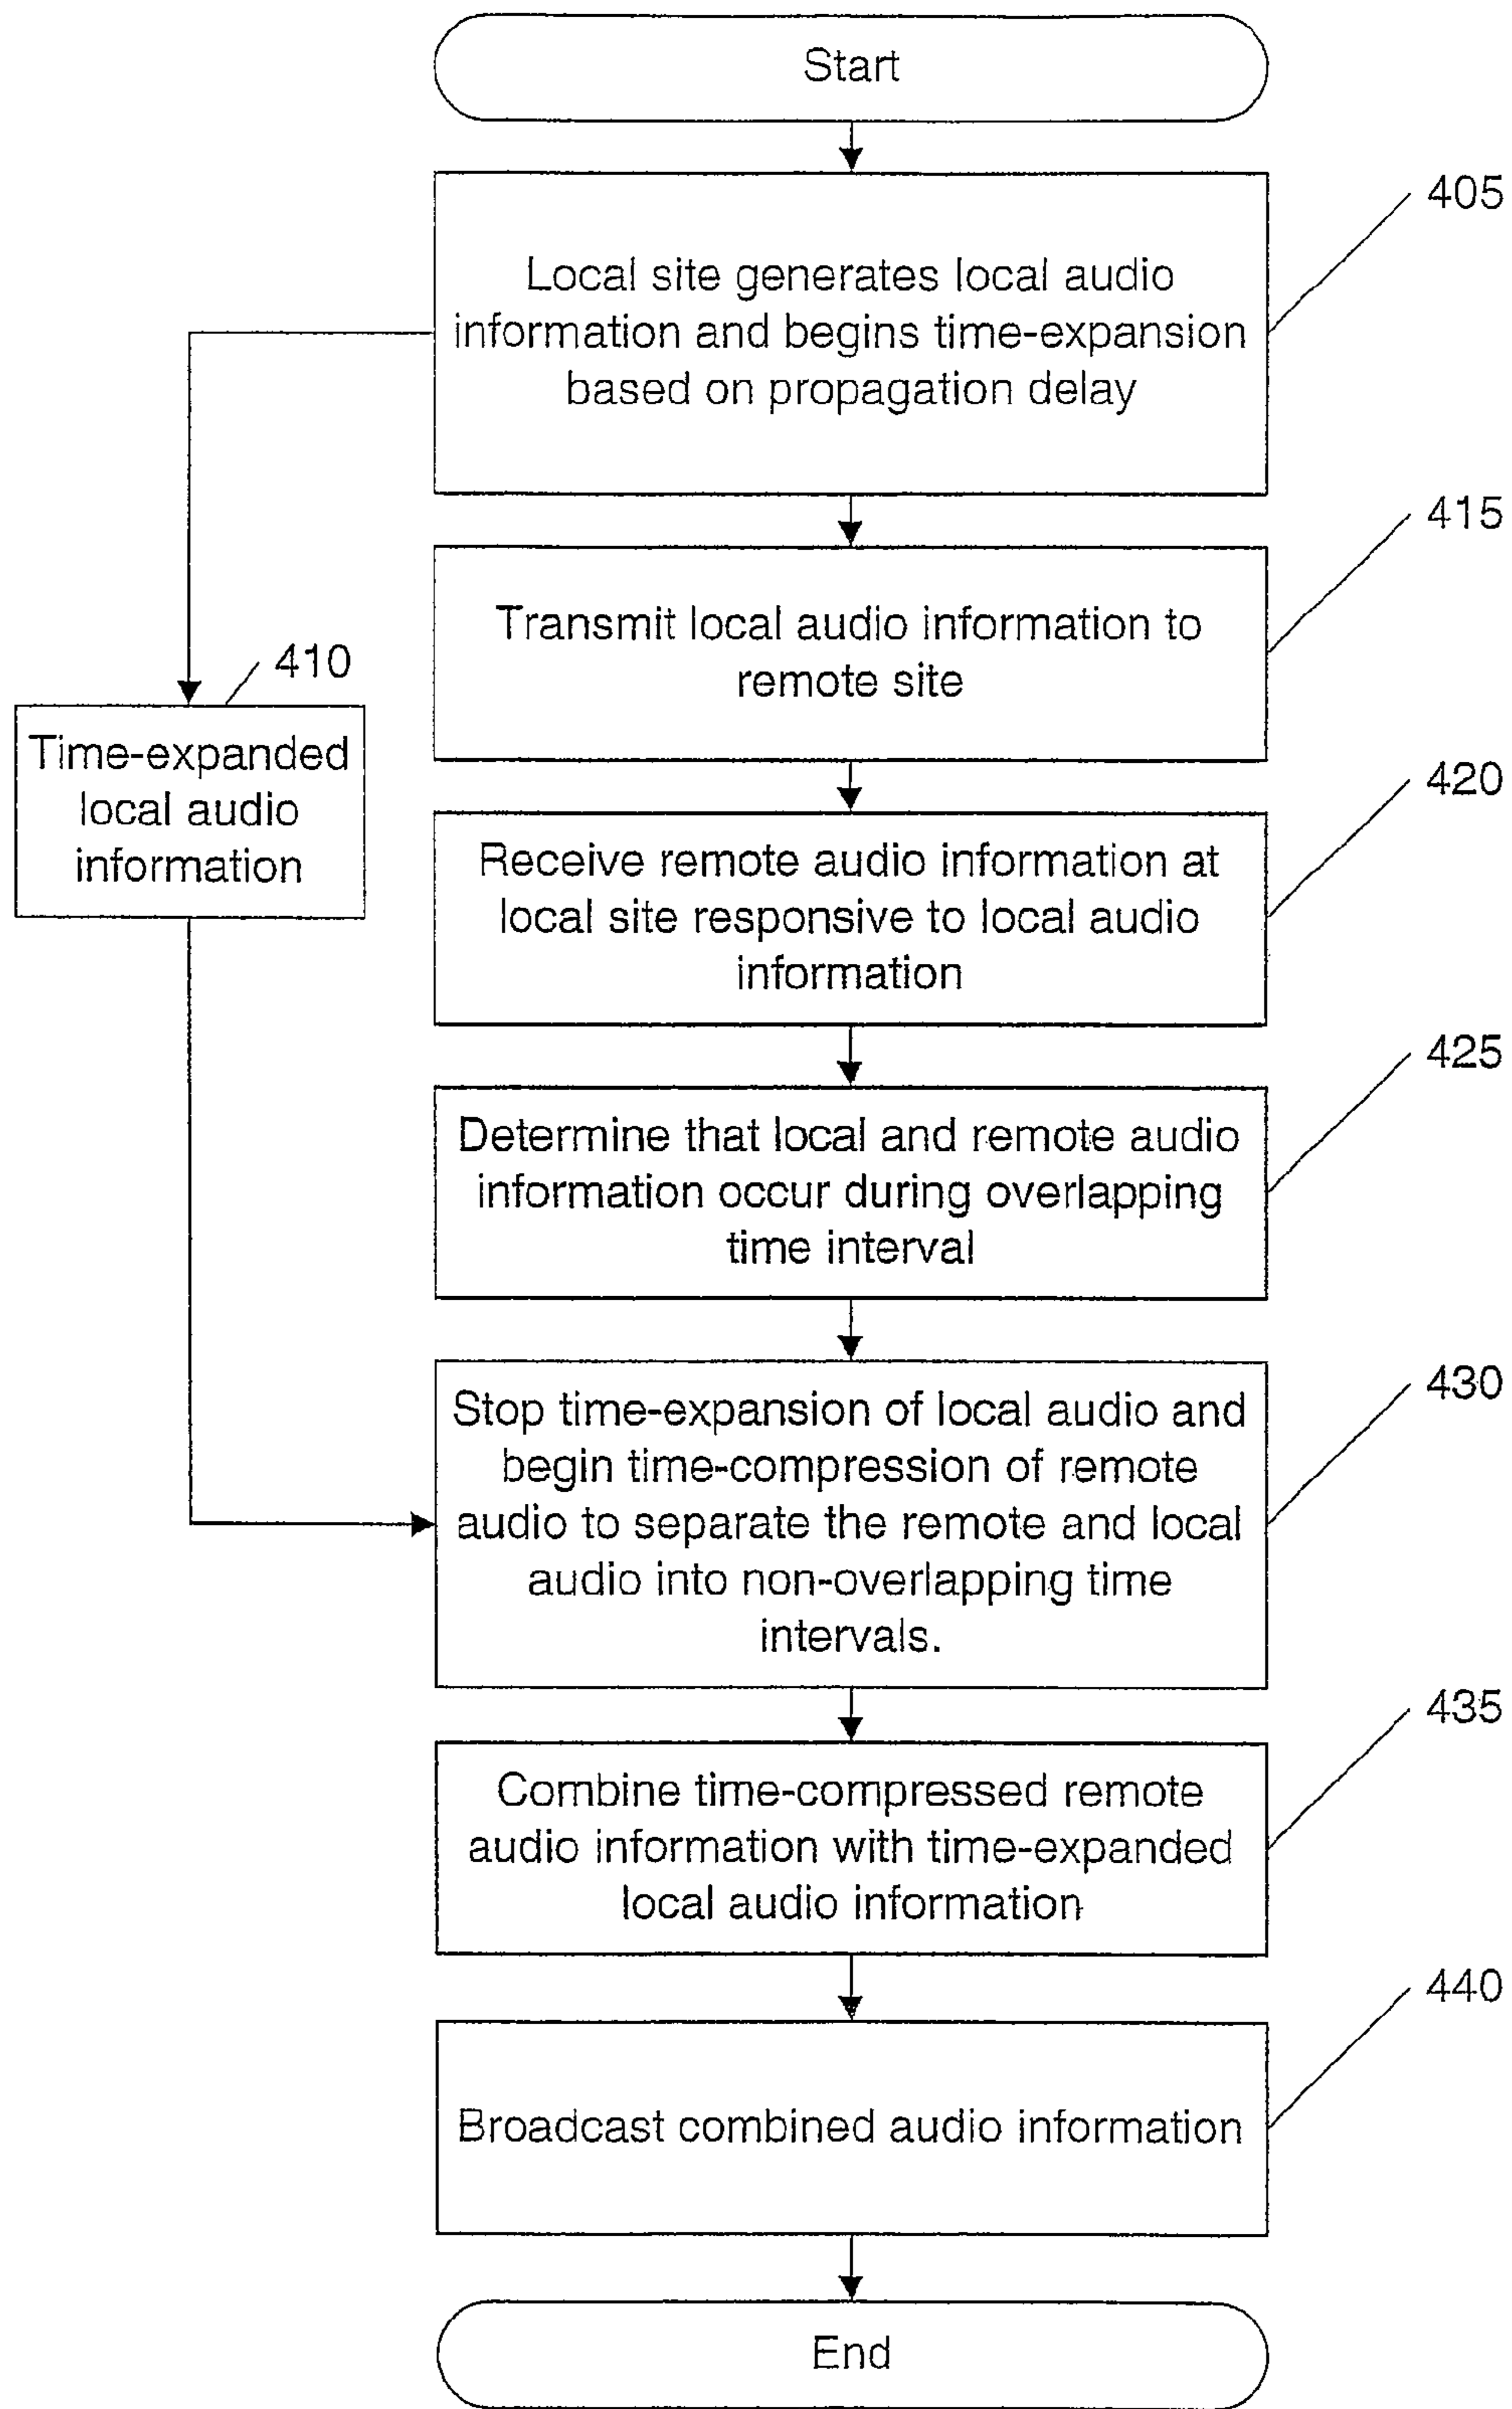 Start
405
Local site generates local audio
information and begins time-expansion
based on propagation delay
415
Transmit local audio information to
remote site
410
Time-expanded
local audio
information
420
Receive remote audio information at
local site responsive to local audio
information
425
Determine that local and remote audio
information occur during overlapping
time interval
430
Stop time-expansion of local audio and
begin time-compression of remote
audio to separate the remote and local
audio into non-overlapping time
intervals.
435
Combine time-compressed remote
audio information with time-expanded
local audio information
440
Broadcast combined audio information
End